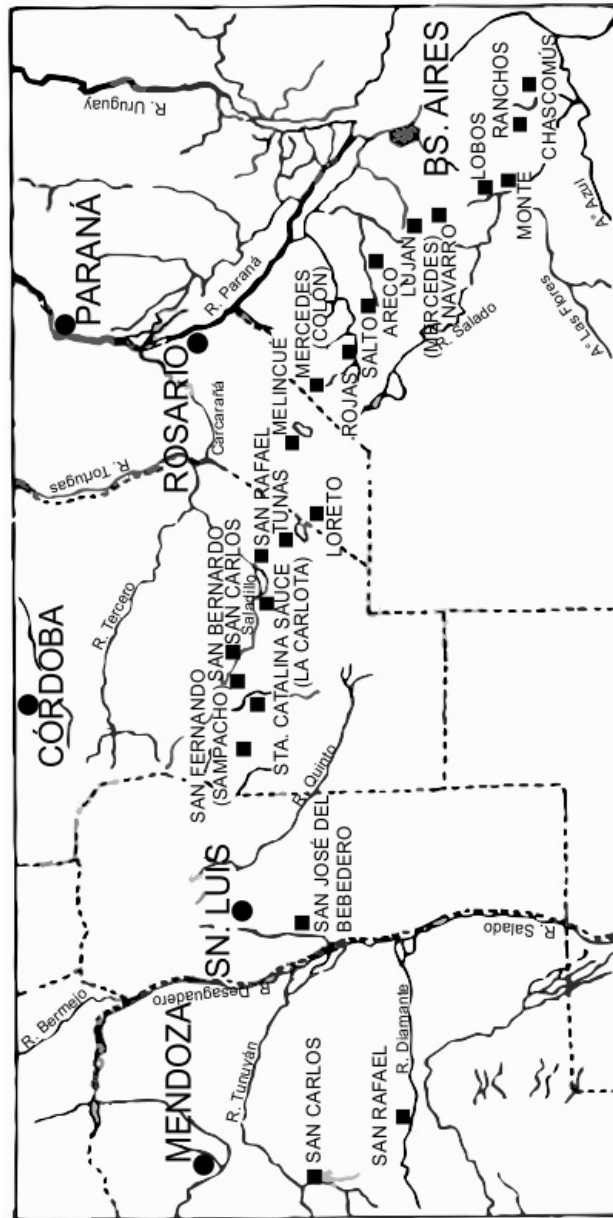 R. Bermejo
MENDOZA
R. Desaguadero
R. Tunuyán
SAN CARLOS
SAN RAFAEL
R. Diamante
R. Salado
SN. LUIS
SAN JOSÉ DEL
BEBEDERO
R. Quinto
CÓRDOBA
R. Tercero
SAN FERNANDO
(SAMPACHO)
SAN BERNARDO
SAN CARLOS
Saladillo
STA. CATALINA SAUCE
(LA CARLOTA)
SAN RAFAEL
TUNAS
LORETO
R. Tortugas
Carcarañá
ROSARIO
PARANÁ
R. Paraná
MELINCUÉ
MERCEDES
(COLON)
ROJAS
SALTO
ARECO
LUJAN
(MERCEDES)
NAVARRO
R. Salado
R. Uruguay
BS. AIRES
LOBOS
MONTE
RANCHOS
CHASCOMÚS
A° Las Flores
A° Azul